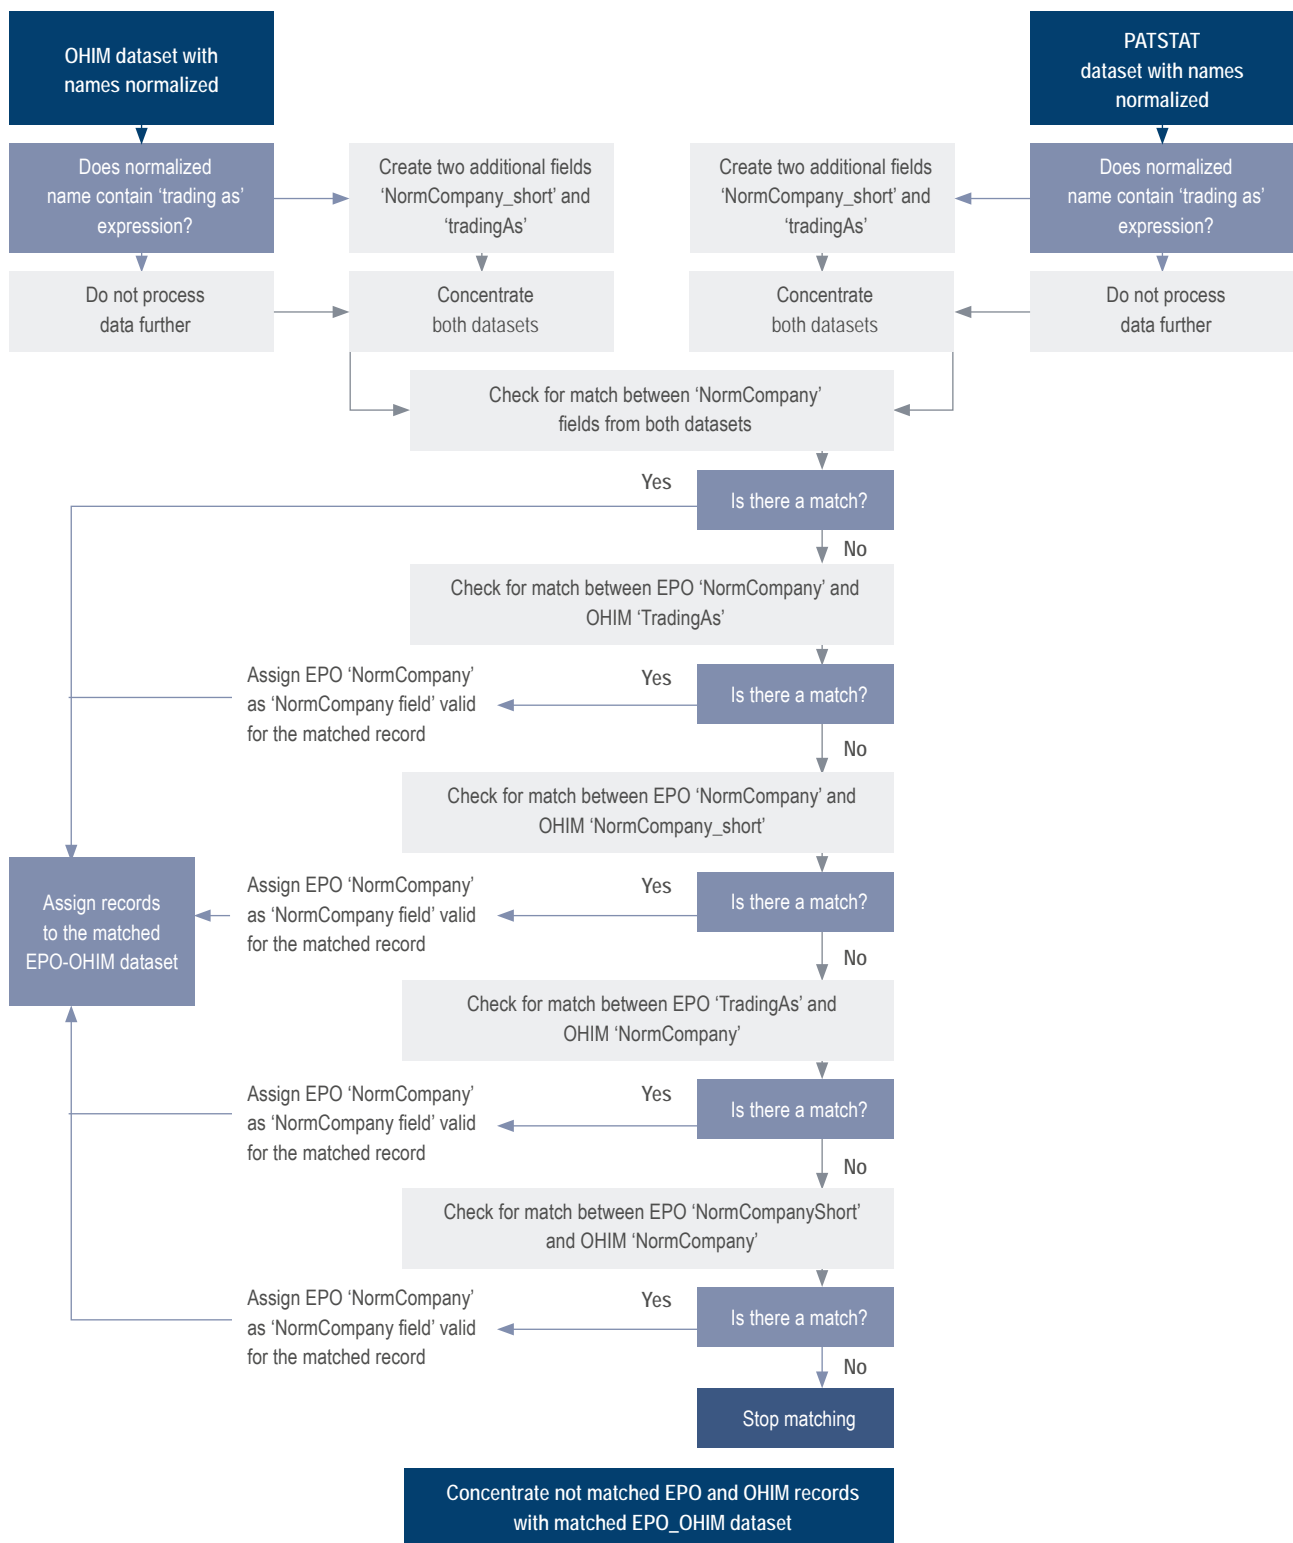 OHIM dataset with
names normalized
PATSTAT
dataset with names
normalized
Does normalized
name contain ‘trading as’
expression?
Create two additional fields
‘NormCompany_short’ and
‘tradingAs’
Create two additional fields
‘NormCompany_short’ and
‘tradingAs’
Does normalized
name contain ‘trading as’
expression?
Do not process
data further
Concentrate
both datasets
Concentrate
both datasets
Do not process
data further
Check for match between ‘NormCompany’
fields from both datasets
Yes
Is there a match?
No
Check for match between EPO ‘NormCompany’ and
OHIM ‘TradingAs’
Assign EPO ‘NormCompany’
as ‘NormCompany field’ valid
for the matched record
Yes
Is there a match?
No
Check for match between EPO ‘NormCompany’ and
OHIM ‘NormCompany_short’
Assign records
to the matched
EPO-OHIM dataset
Assign EPO ‘NormCompany’
as ‘NormCompany field’ valid
for the matched record
Yes
Is there a match?
No
Check for match between EPO ‘TradingAs’ and
OHIM ‘NormCompany’
Assign EPO ‘NormCompany’
as ‘NormCompany field’ valid
for the matched record
Yes
Is there a match?
No
Check for match between EPO ‘NormCompanyShort’
and OHIM ‘NormCompany’
Assign EPO ‘NormCompany’
as ‘NormCompany field’ valid
for the matched record
Yes
Is there a match?
No
Stop matching
Concentrate not matched EPO and OHIM records
with matched EPO_OHIM dataset